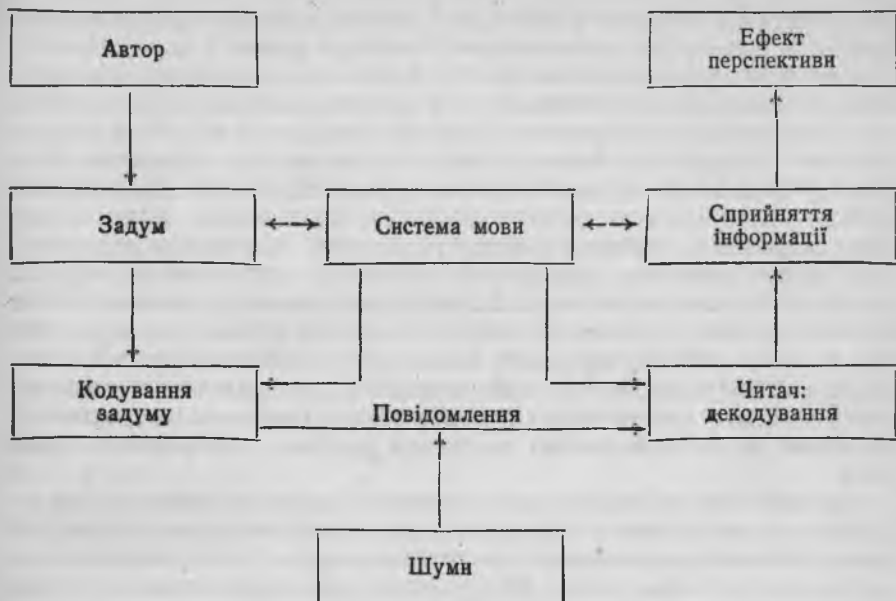 Автор
Ефект
перспективи
Задум
Система мови
Сприйняття
інформації
Кодування
задуму
Повідомлення
Читач:
декодування
Шуми